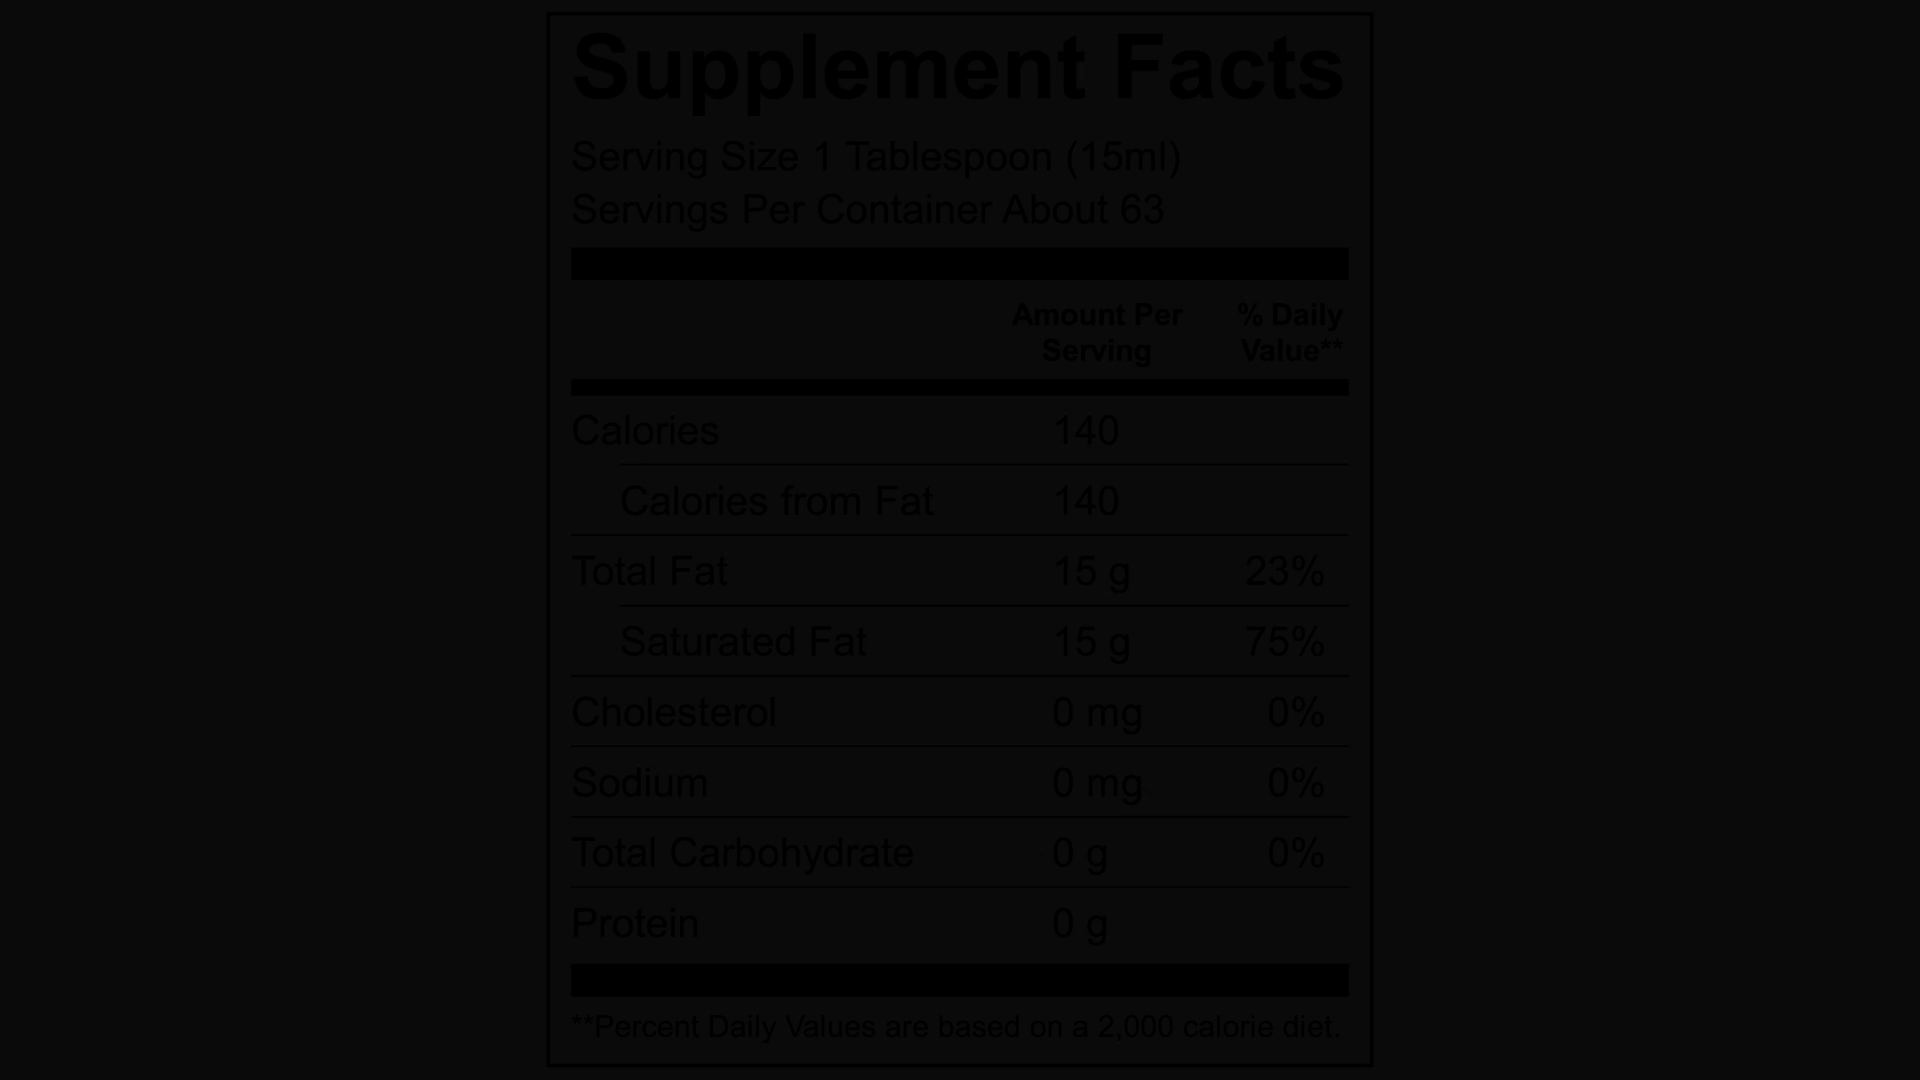 Supplement Facts
Serving Size 1 Tablespoon (15ml)
Servings Per Container About 63
Amount Per Serving % Daily Value**
Calories 140
Calories from Fat 140
Total Fat 15 g 23%
Saturated Fat 15 g 75%
Cholesterol 0 mg 0%
Sodium 0 mg 0%
Total Carbohydrate 0 g 0%
Protein 0 g
**Percent Daily Values are based on a 2,000 calorie diet.